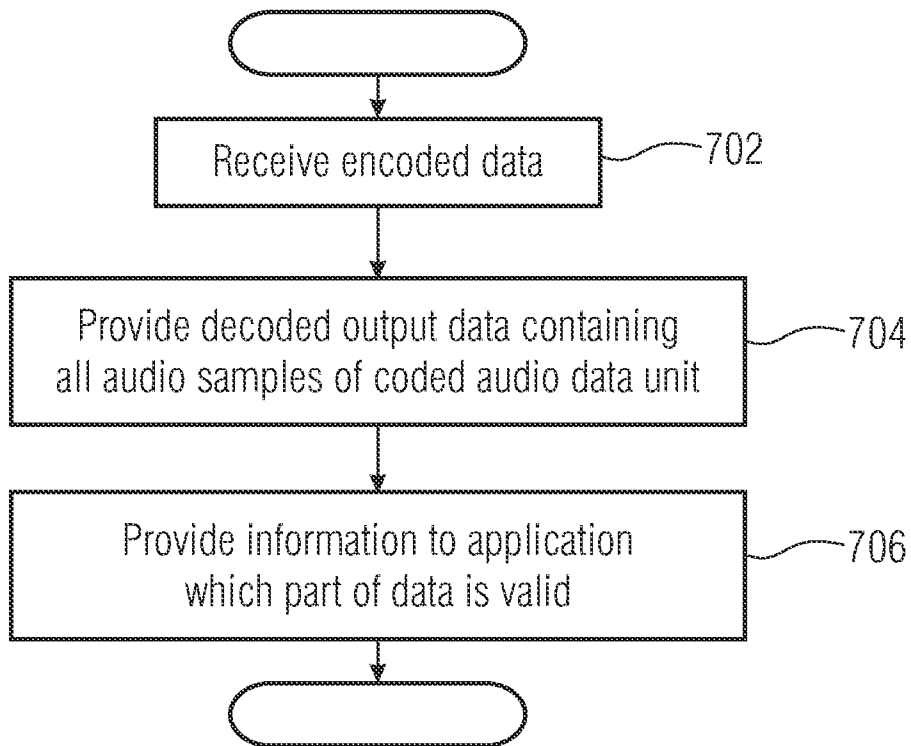 Receive encoded data
702
Provide decoded output data containing
all audio samples of coded audio data unit
704
Provide information to application
which part of data is valid
706